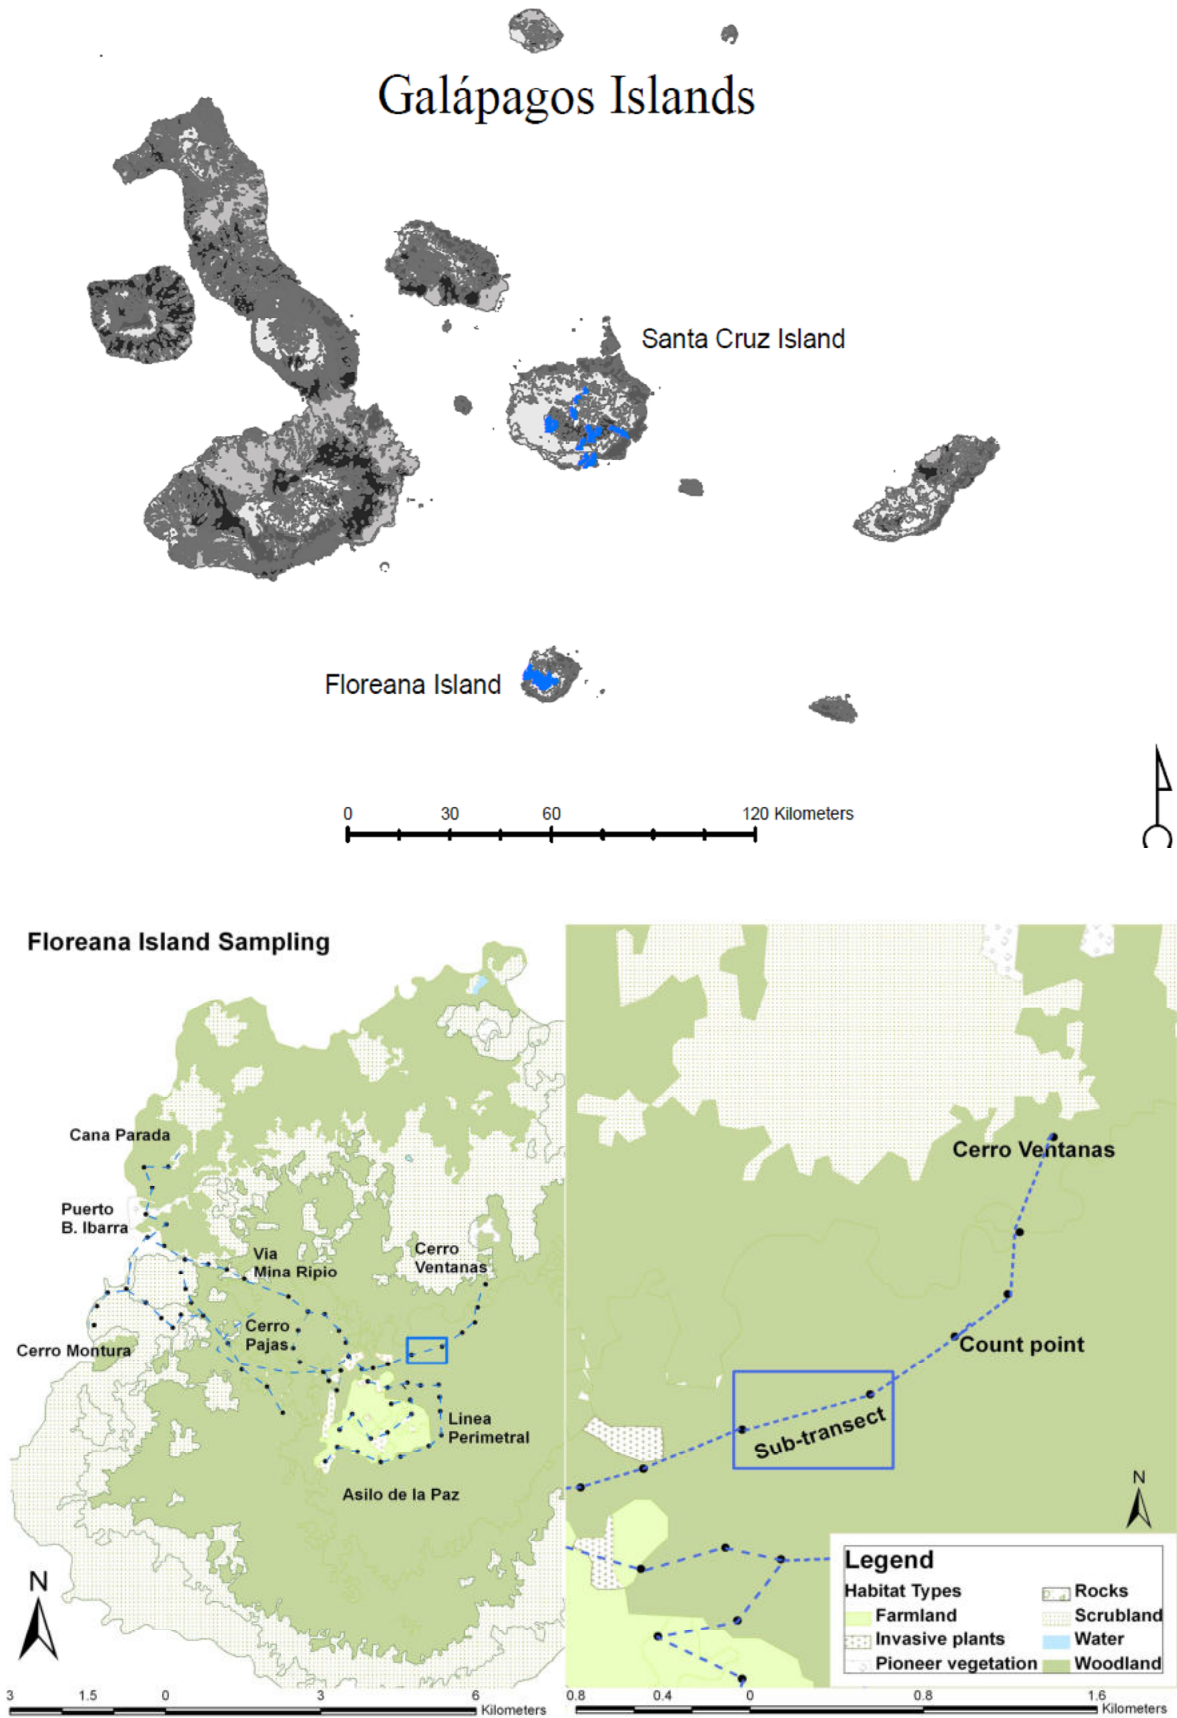 Galápagos Islands
Santa Cruz Island
Floreana Island
0 30 60 120 Kilometers
Floreana Island Sampling
Cana Parada
Puerto
B. Ibarra
Via
Mina Ripio
Cerro
Ventanas
Cerro
Pajas
Cerro Montura
Linea
Perimetral
Asilo de la Paz
N
3 1.5 0 3 6
Kilometers
Cerro Ventanas
Count point
Sub-transect
N
Legend
Habitat Types
Farmland
Invasive plants
Pioneer vegetation
Rocks
Scrubland
Water
Woodland
0.8 0.4 0 0.8 1.6
Kilometers